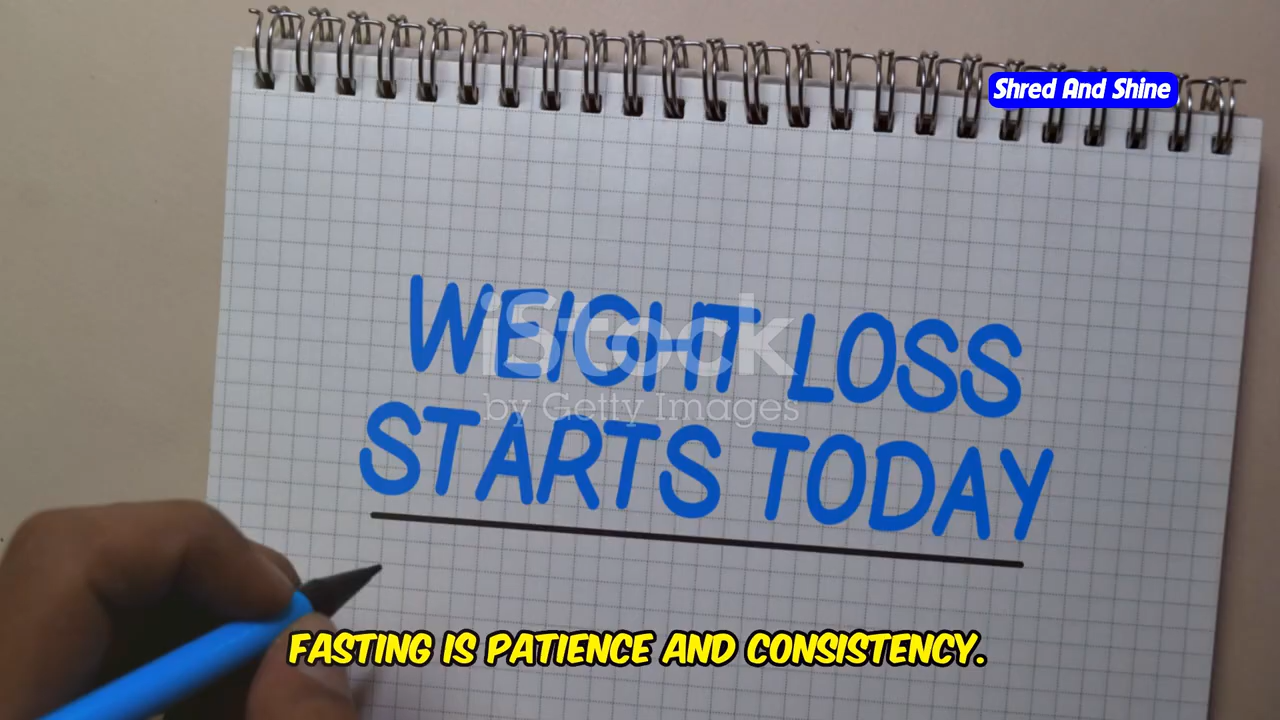 Shred And Shine
WEIGHT LOSS
iStock
by Getty Images
STARTS TODAY
FASTING IS PATIENCE AND CONSISTENCY.